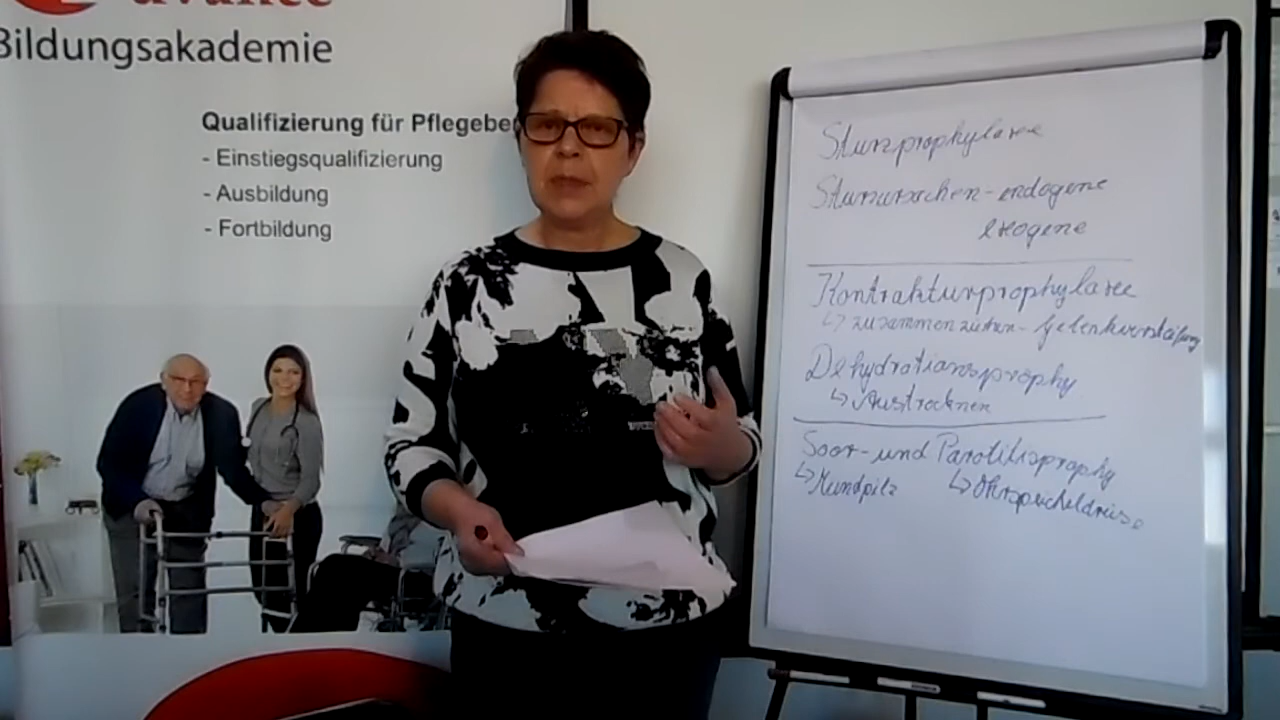 avance
Bildungsakademie
Qualifizierung für Pflegebe
- Einstiegsqualifizierung
- Ausbildung
- Fortbildung
Sturzprophylaxe
Sturzursachen - endogene
exogene
Kontrakturprophylaxe
↳ zusammenziehen - Gelenkversteifung
Dehydrationsprophy
↳ Austrocknen
Soor- und Parotitisprophy
↳ Mundpilz ↳ Ohrspeicheldrüse